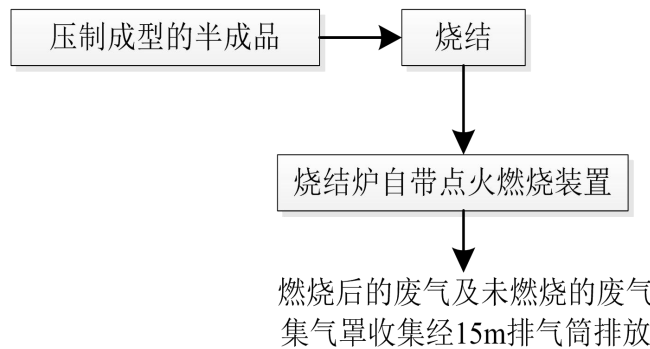 压制成型的半成品
烧结
烧结炉自带点火燃烧装置
燃烧后的废气及未燃烧的废气
集气罩收集经15m排气筒排放